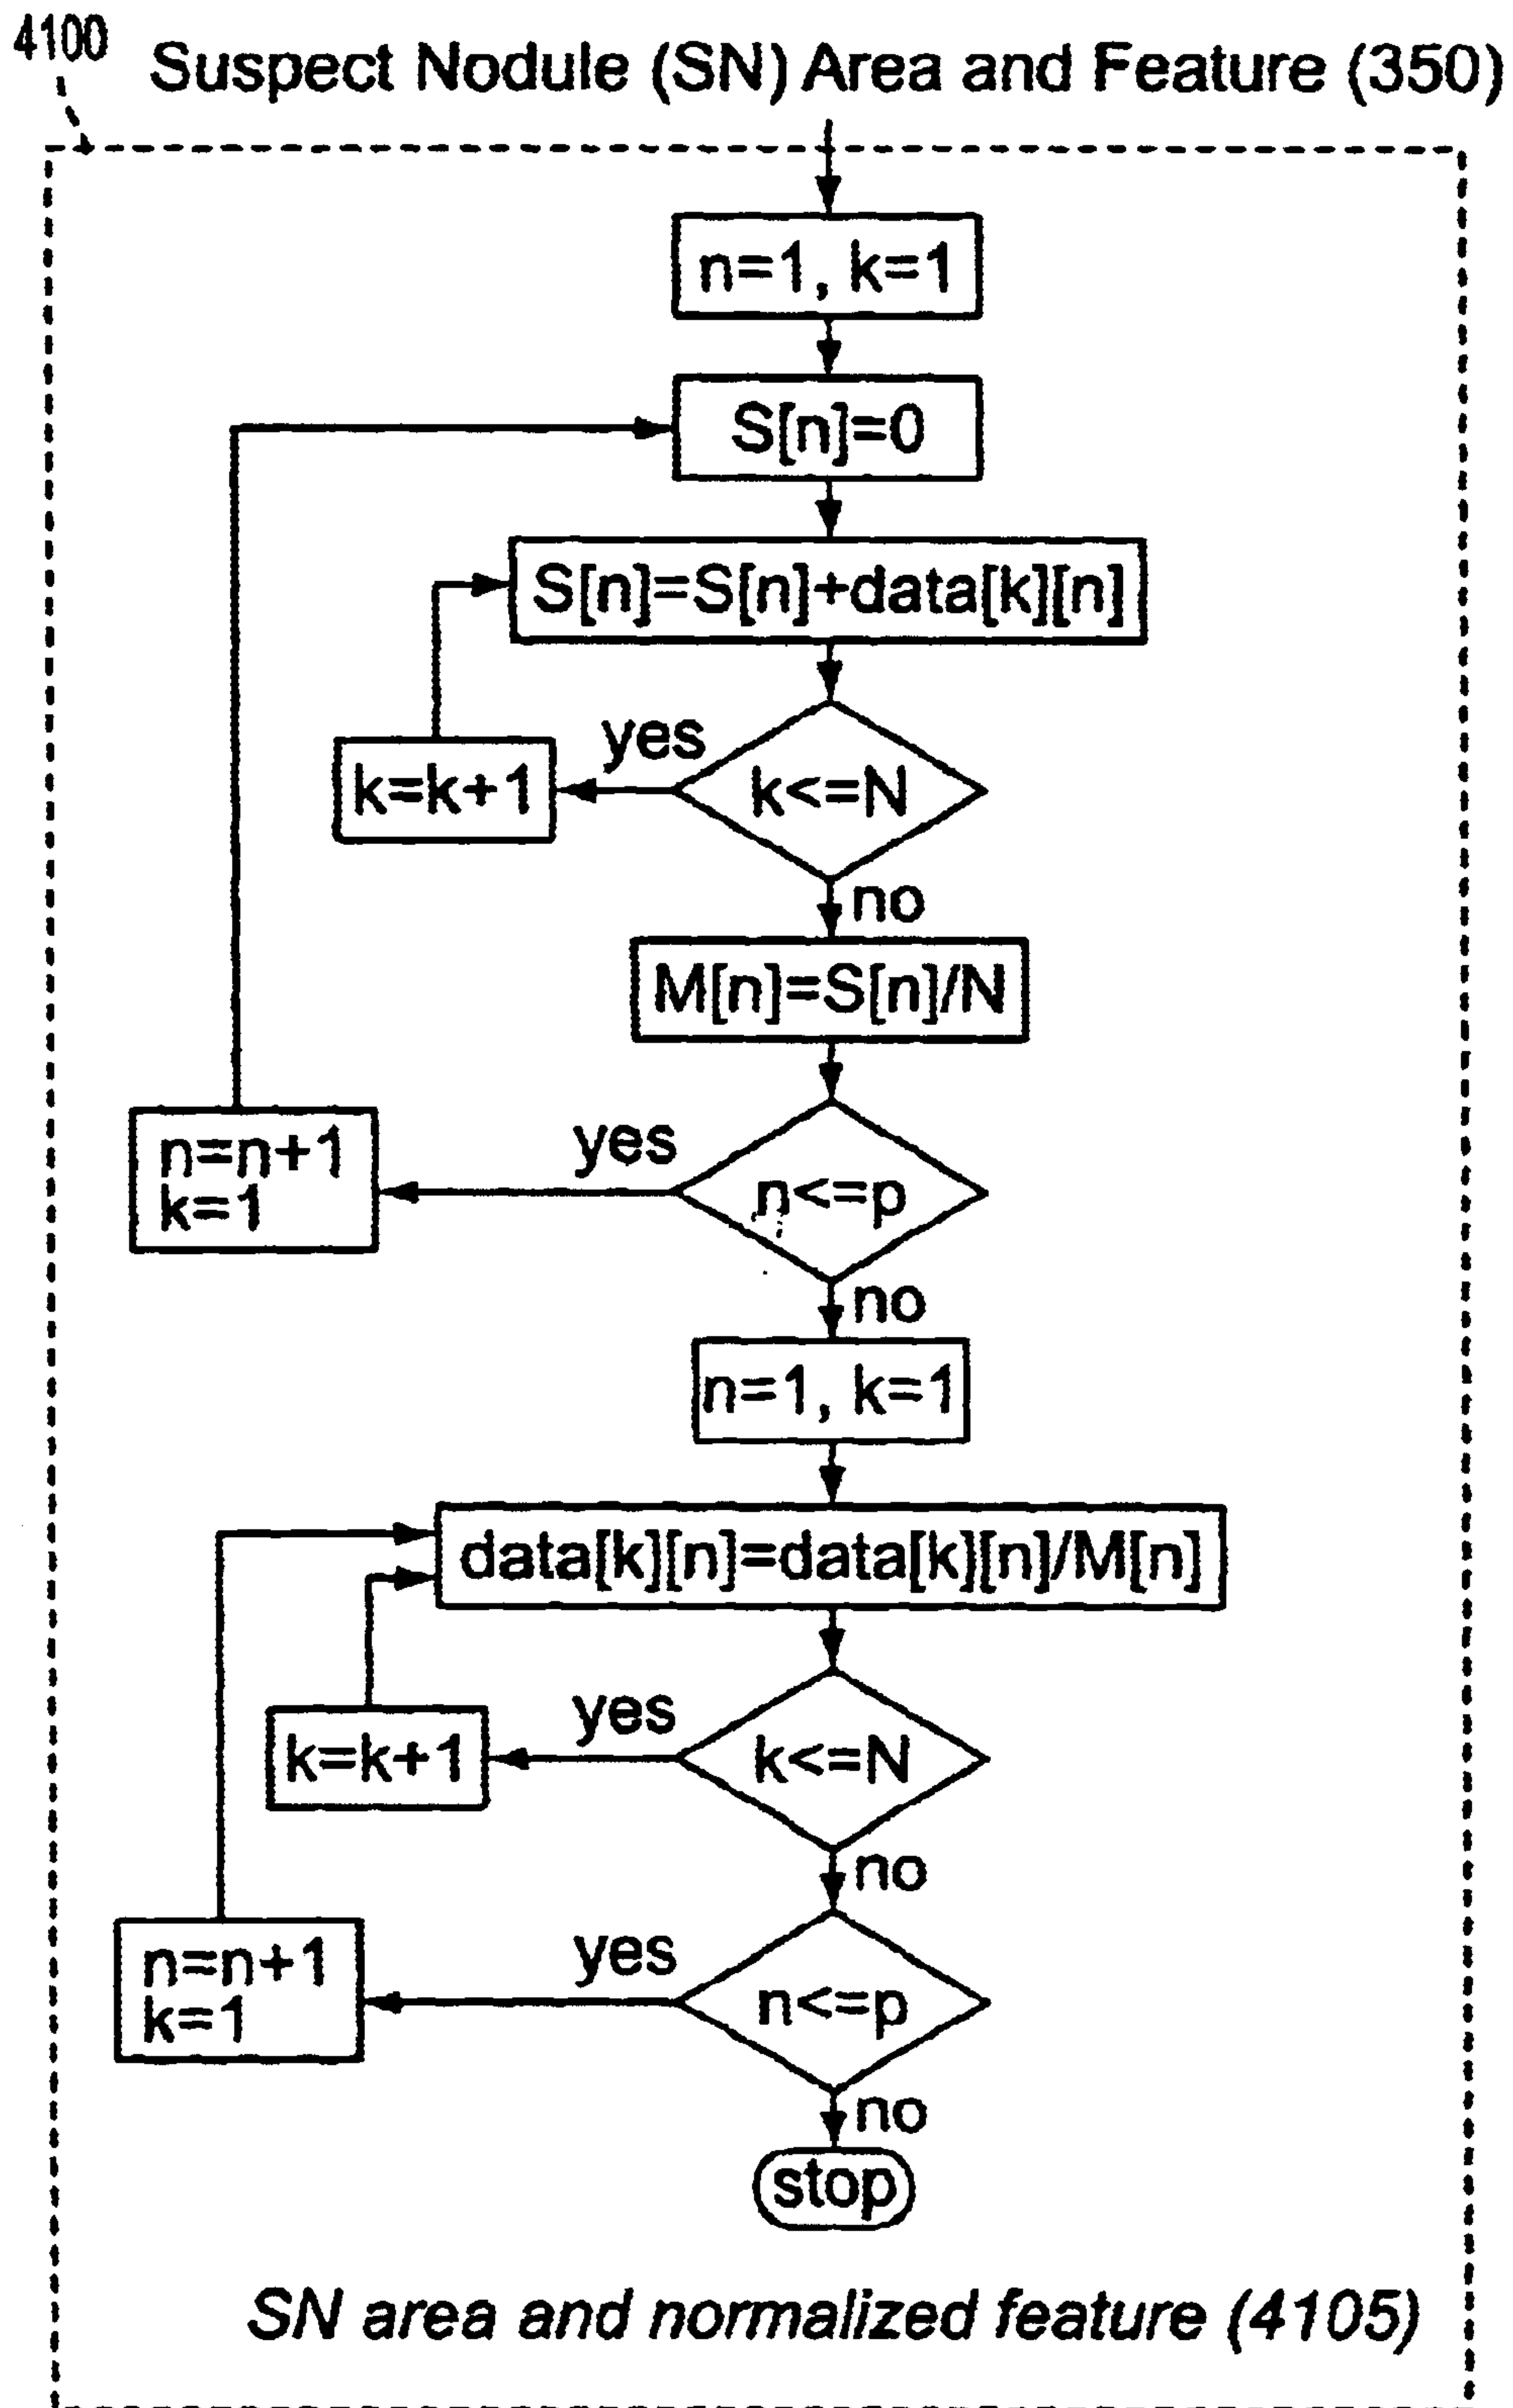 4100
Suspect Nodule (SN) Area and Feature (350)
n=1, k=1
S[n]=0
S[n]=S[n]+data[k][n]
yes
k<=N
k=k+1
no
M[n]=S[n]/N
yes
n<=p
n=n+1
k=1
no
n=1, k=1
data[k][n]=data[k][n]/M[n]
yes
k<=N
k=k+1
no
yes
n<=p
n=n+1
k=1
no
stop
SN area and normalized feature (4105)